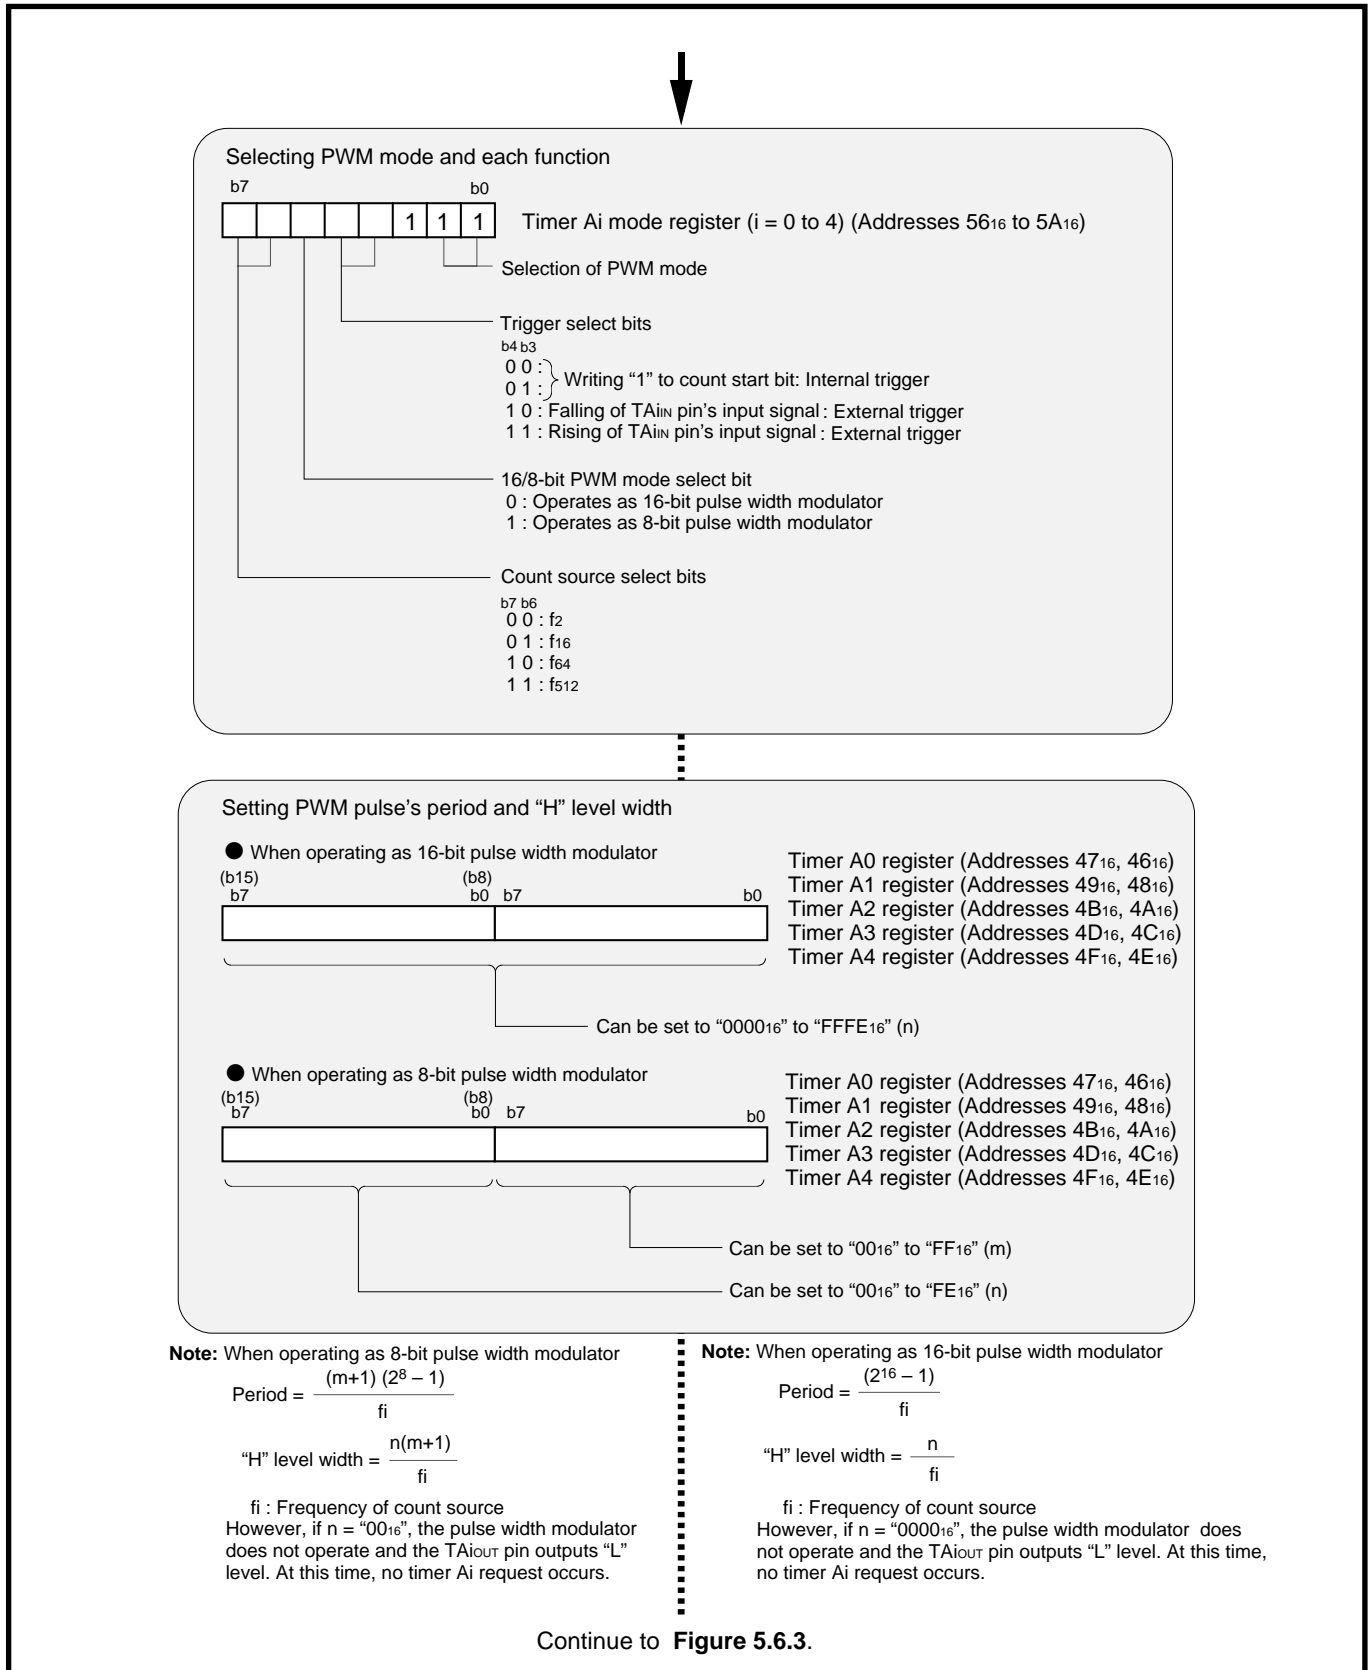 Selecting PWM mode and each function
b7 b0
1 1 1 Timer Ai mode register (i = 0 to 4) (Addresses 5616 to 5A16)
Selection of PWM mode
Trigger select bits
b4 b3
0 0 :
0 1 :
Writing “1” to count start bit: Internal trigger
1 0 : Falling of TAiIN pin’s input signal : External trigger
1 1 : Rising of TAiIN pin’s input signal : External trigger
16/8-bit PWM mode select bit
0 : Operates as 16-bit pulse width modulator
1 : Operates as 8-bit pulse width modulator
Count source select bits
b7 b6
0 0 : f2
0 1 : f16
1 0 : f64
1 1 : f512
Setting PWM pulse’s period and “H” level width
● When operating as 16-bit pulse width modulator
(b15) (b8)
b7 b0 b7 b0
Timer A0 register (Addresses 4716, 4616)
Timer A1 register (Addresses 4916, 4816)
Timer A2 register (Addresses 4B16, 4A16)
Timer A3 register (Addresses 4D16, 4C16)
Timer A4 register (Addresses 4F16, 4E16)
Can be set to “000016” to “FFFE16” (n)
● When operating as 8-bit pulse width modulator
(b15) (b8)
b7 b0 b7 b0
Timer A0 register (Addresses 4716, 4616)
Timer A1 register (Addresses 4916, 4816)
Timer A2 register (Addresses 4B16, 4A16)
Timer A3 register (Addresses 4D16, 4C16)
Timer A4 register (Addresses 4F16, 4E16)
Can be set to “0016” to “FF16” (m)
Can be set to “0016” to “FE16” (n)
Note: When operating as 8-bit pulse width modulator
Period = (m+1) (2⁸ – 1)
fi
“H” level width = n(m+1)
fi
fi : Frequency of count source
However, if n = “0016”, the pulse width modulator
does not operate and the TAiOUT pin outputs “L”
level. At this time, no timer Ai request occurs.
Note: When operating as 16-bit pulse width modulator
Period = (2¹⁶ – 1)
fi
“H” level width = n
fi
fi : Frequency of count source
However, if n = “000016”, the pulse width modulator does
not operate and the TAiOUT pin outputs “L” level. At this time,
no timer Ai request occurs.
Continue to Figure 5.6.3.